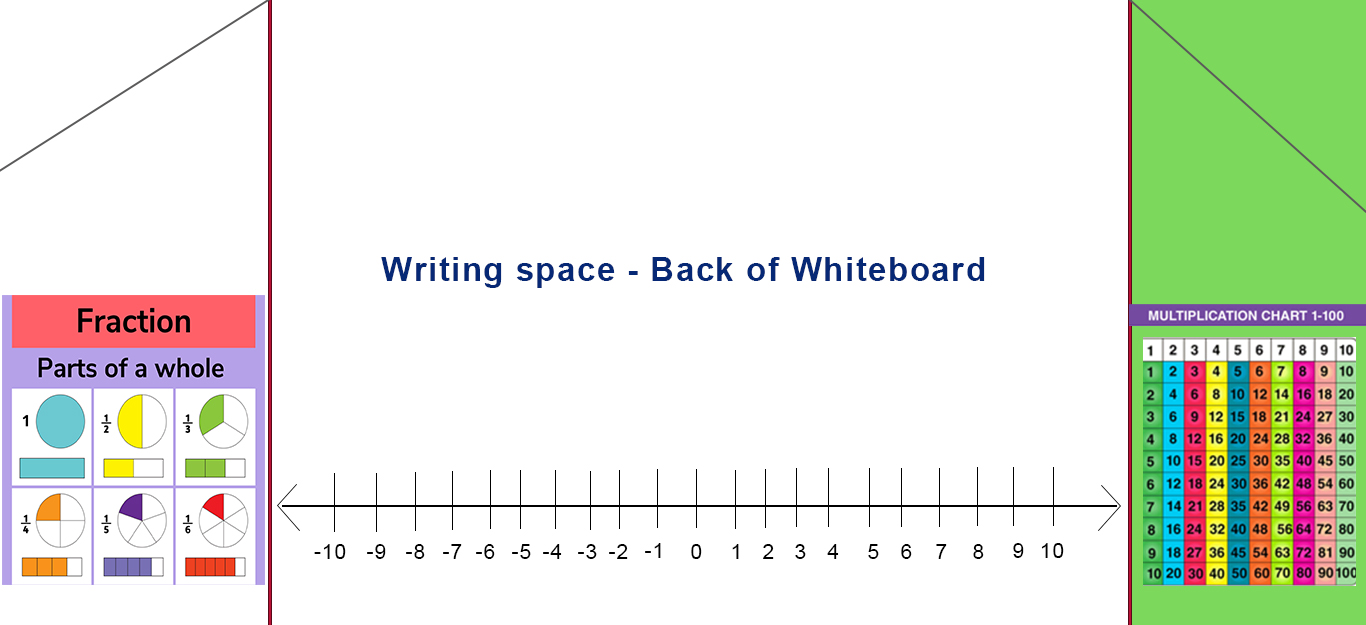 Writing space - Back of Whiteboard
-10 -9 -8 -7 -6 -5 -4 -3 -2 -1 0 1 2 3 4 5 6 7 8 9 10
Fraction
Parts of a whole
1 1/2 1/3
1/4 1/5 1/6
MULTIPLICATION CHART 1-100
1 2 3 4 5 6 7 8 9 10
1 2 3 4 5 6 7 8 9 10
2 4 6 8 10 12 14 16 18 20
3 6 9 12 15 18 21 24 27 30
4 8 12 16 20 24 28 32 36 40
5 10 15 20 25 30 35 40 45 50
6 12 18 24 30 36 42 48 54 60
7 14 21 28 35 42 49 56 63 70
8 16 24 32 40 48 56 64 72 80
9 18 27 36 45 54 63 72 81 90
10 20 30 40 50 60 70 80 90 100